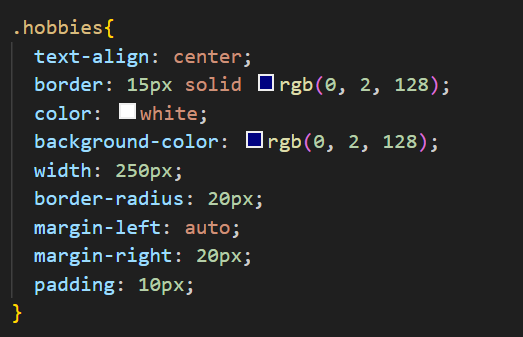 .hobbies{
text-align: center;
border: 15px solid rgb(0, 2, 128);
color: white;
background-color: rgb(0, 2, 128);
width: 250px;
border-radius: 20px;
margin-left: auto;
margin-right: 20px;
padding: 10px;
}